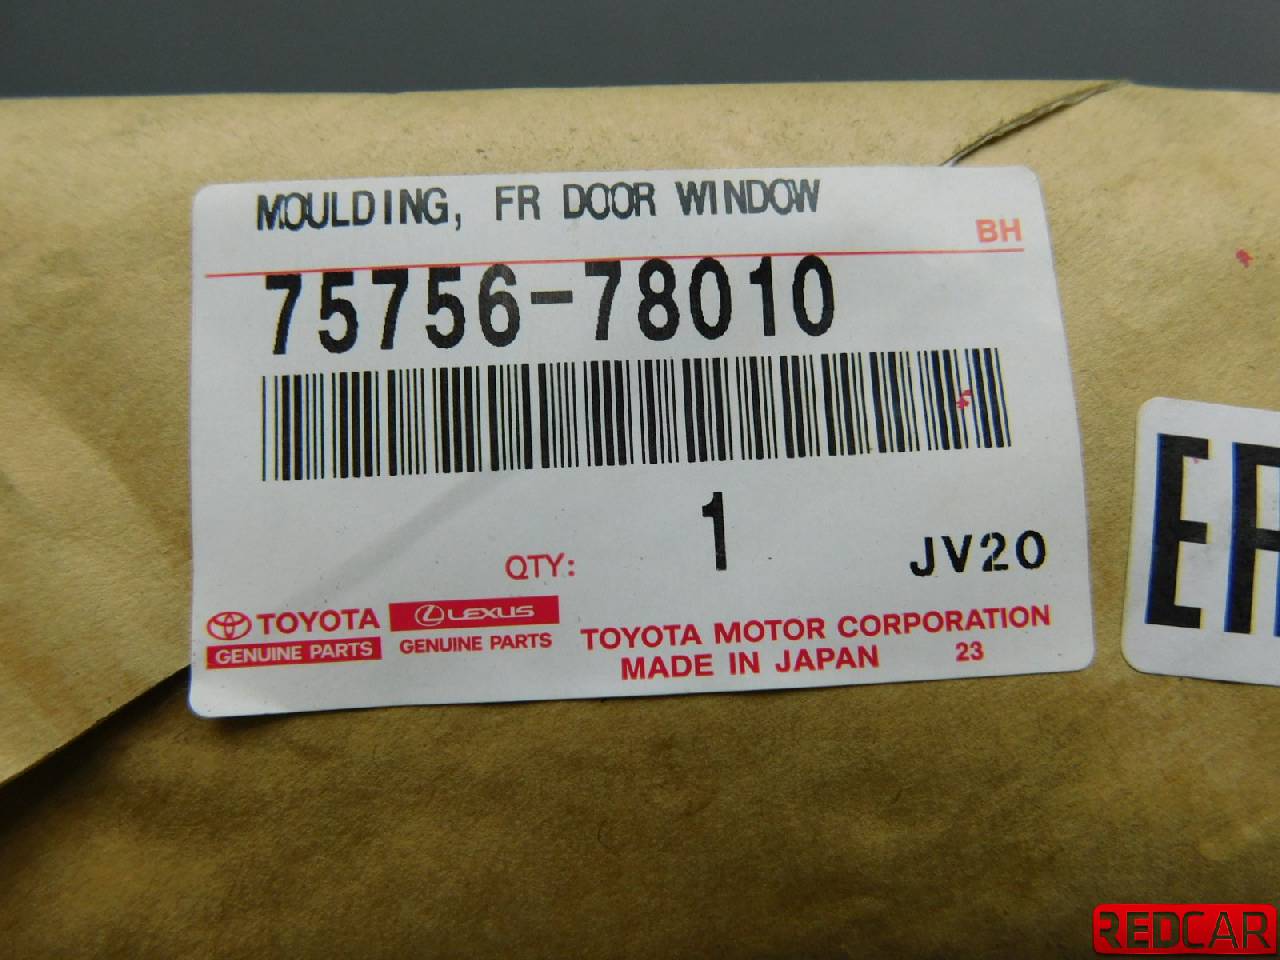 MOULDING, FR DOOR WINDOW
BH
75756-78010
QTY: 1
JV20
TOYOTA
GENUINE PARTS
LEXUS
GENUINE PARTS
TOYOTA MOTOR CORPORATION
MADE IN JAPAN 23
REDCAR